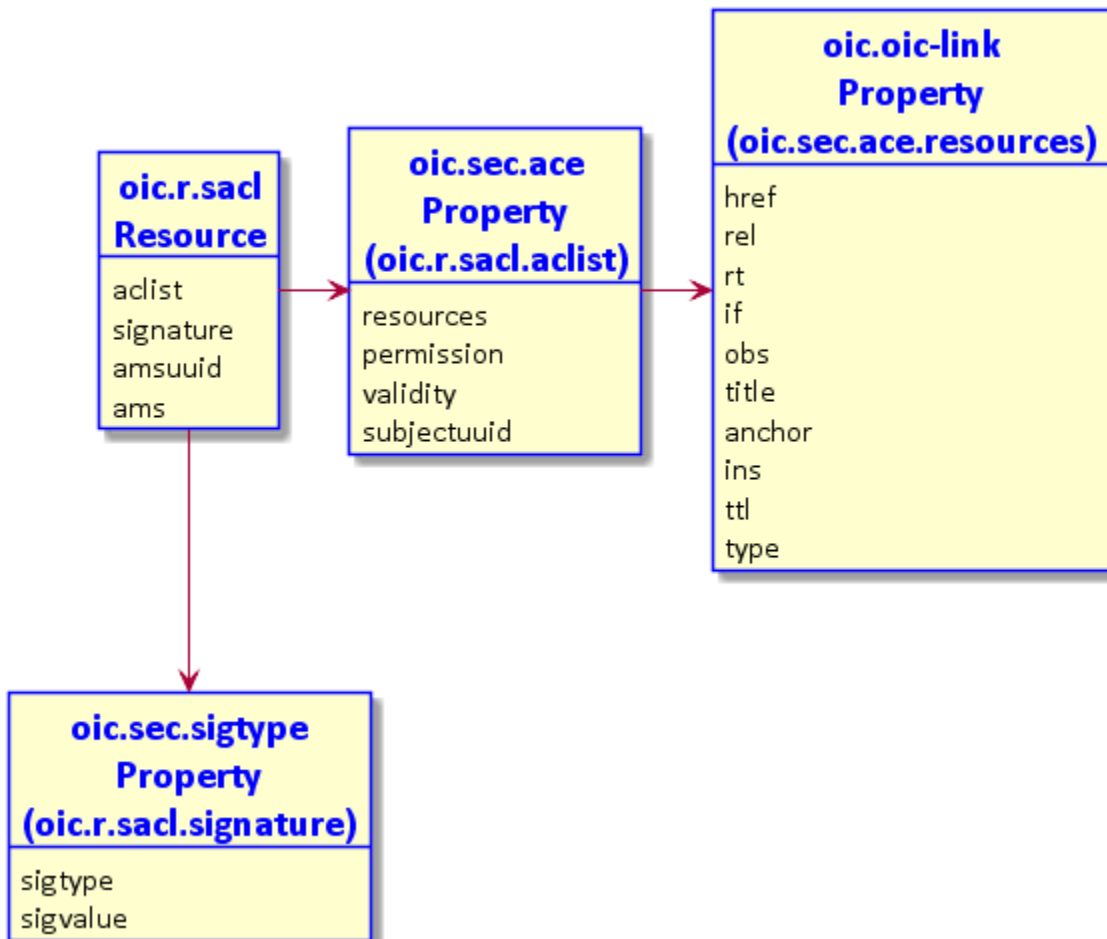 oic.r.sacl
Resource
aclist
signature
amsuuid
ams
oic.sec.ace
Property
(oic.r.sacl.aclist)
resources
permission
validity
subjectuuid
oic.oic-link
Property
(oic.sec.ace.resources)
href
rel
rt
if
obs
title
anchor
ins
ttl
type
oic.sec.sigtype
Property
(oic.r.sacl.signature)
sigtype
sigvalue